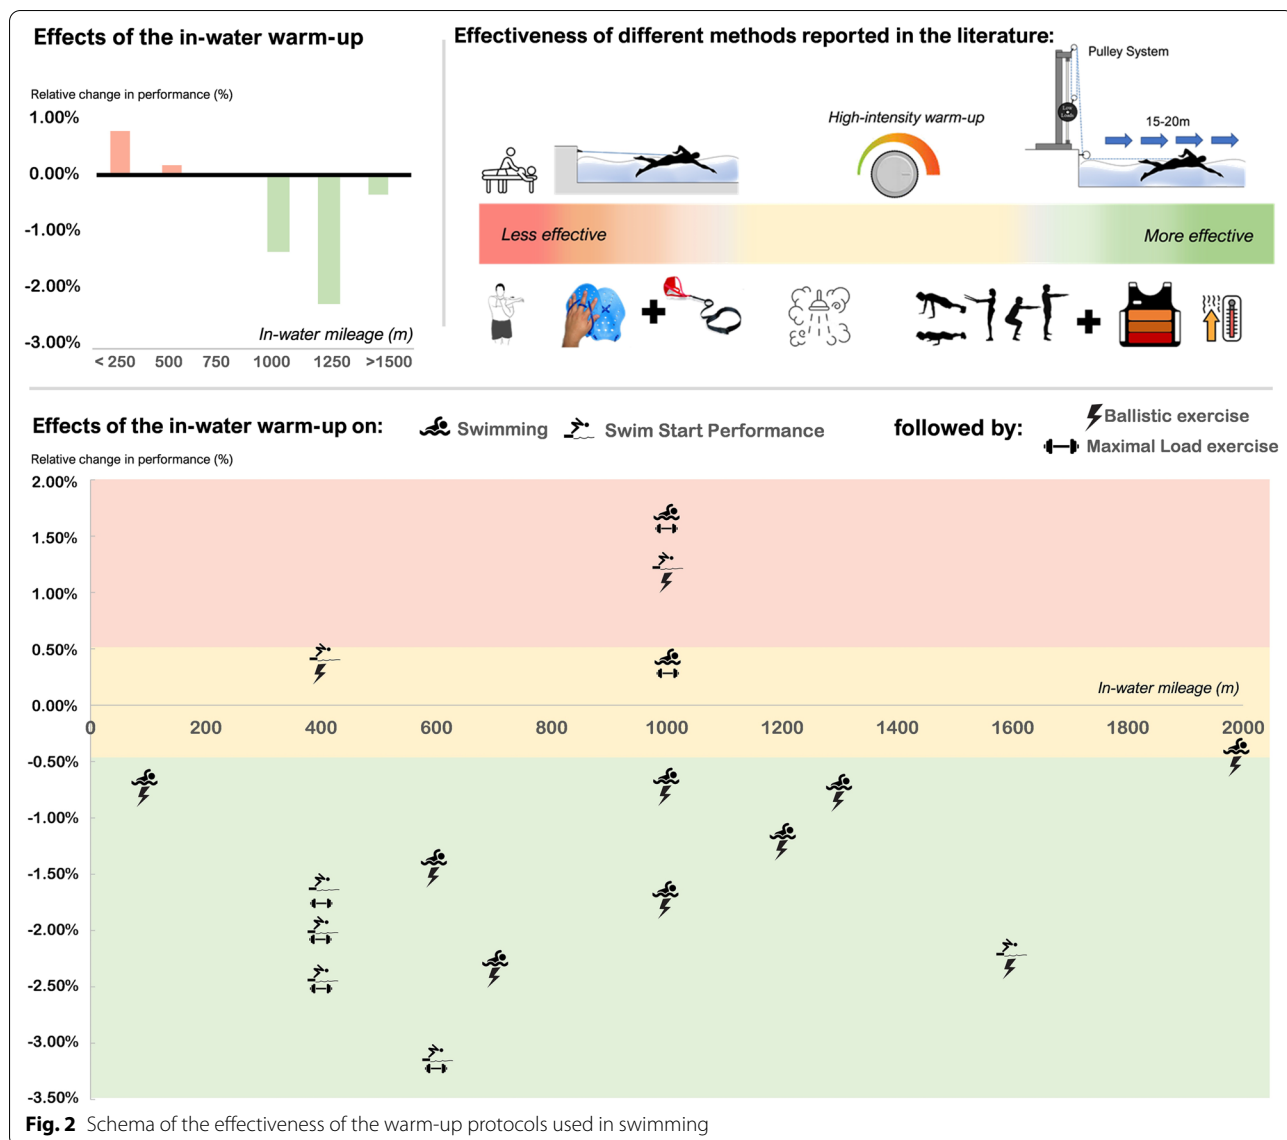 Effects of the in-water warm-up
Relative change in performance (%)
1.00%
0.00%
-1.00%
-2.00%
-3.00%
In-water mileage (m)
< 250 500 750 1000 1250 >1500
Effectiveness of different methods reported in the literature:
Pulley System
Live Loads
15-20m
High-intensity warm-up
Less effective
More effective
Effects of the in-water warm-up on:
Swimming
Swim Start Performance
followed by:
Ballistic exercise
Maximal Load exercise
Relative change in performance (%)
2.00%
1.50%
1.00%
0.50%
0.00%
In-water mileage (m)
0 200 400 600 800 1000 1200 1400 1600 1800 2000
-0.50%
-1.00%
-1.50%
-2.00%
-2.50%
-3.00%
-3.50%
Fig. 2 Schema of the effectiveness of the warm-up protocols used in swimming